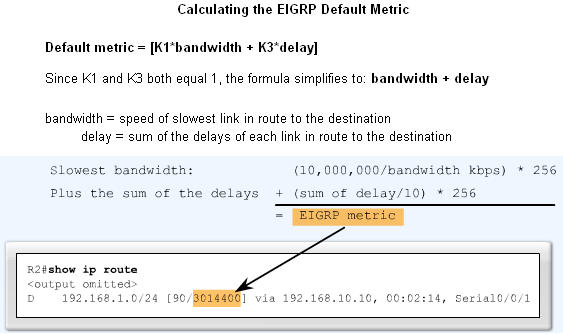 Calculating the EIGRP Default Metric
Default metric = [K1*bandwidth + K3*delay]
Since K1 and K3 both equal 1, the formula simplifies to: bandwidth + delay
bandwidth = speed of slowest link in route to the destination
delay = sum of the delays of each link in route to the destination
Slowest bandwidth: (10,000,000/bandwidth kbps) * 256
Plus the sum of the delays + (sum of delay/10) * 256
= EIGRP metric
R2#show ip route
<output omitted>
D 192.168.1.0/24 [90/3014400] via 192.168.10.10, 00:02:14, Serial0/0/1